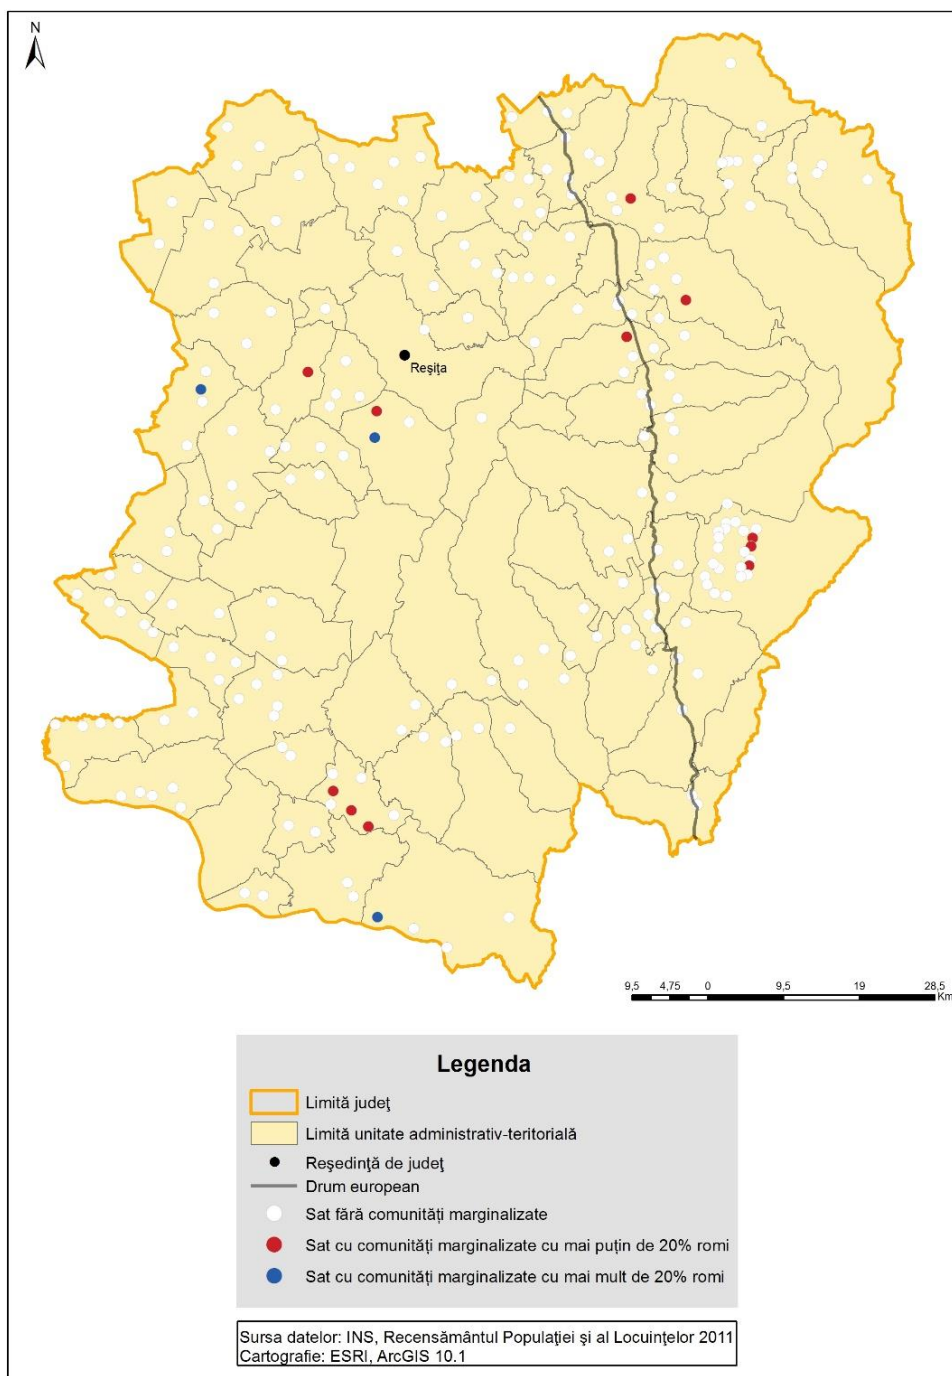 N
Reşiţa
9,5 4,75 0 9,5 19 28,5
Km
Legenda
Limită judeţ
Limită unitate administrativ-teritorială
Reşedinţă de judeţ
Drum european
Sat fără comunităţi marginalizate
Sat cu comunităţi marginalizate cu mai puţin de 20% romi
Sat cu comunităţi marginalizate cu mai mult de 20% romi
Sursa datelor: INS, Recensământul Populaţiei şi al Locuinţelor 2011
Cartografie: ESRI, ArcGIS 10.1